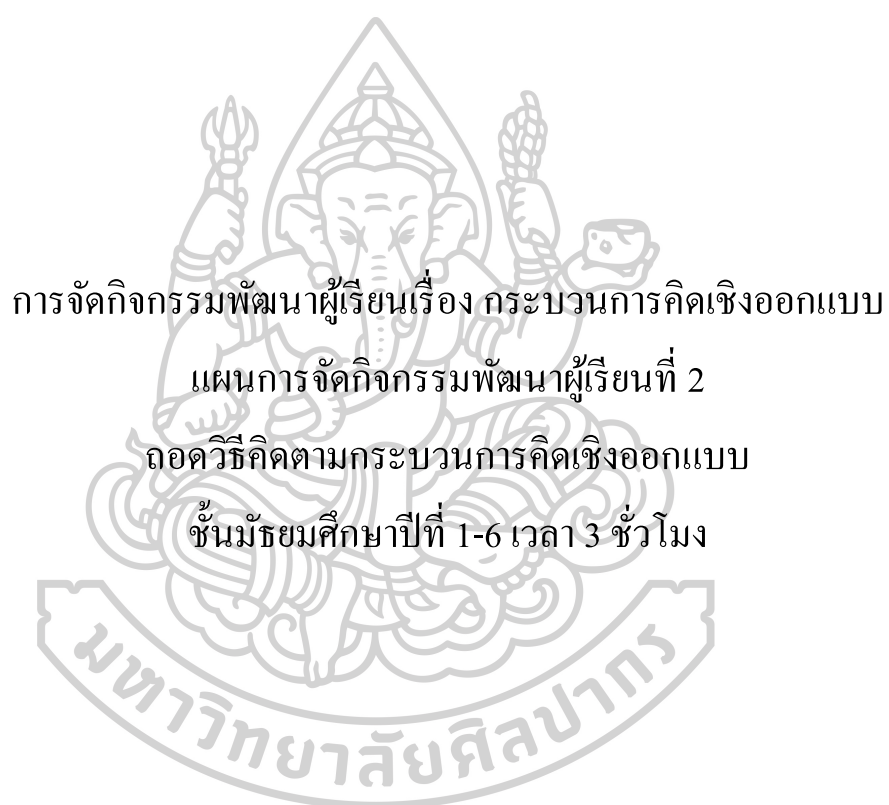 การจัดกิจกรรมพัฒนาผู้เรียนเรื่อง กระบวนการคิดเชิงออกแบบ
แผนการจัดกิจกรรมพัฒนาผู้เรียนที่ 2
ถอดวิธีคิดตามกระบวนการคิดเชิงออกแบบ
ชั้นมัธยมศึกษาปีที่ 1-6 เวลา 3 ชั่วโมง
มหาวิทยาลัยศิลปากร